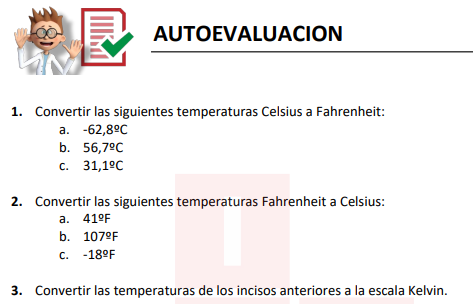 AUTOEVALUACION
1. Convertir las siguientes temperaturas Celsius a Fahrenheit:
a. -62,8ºC
b. 56,7ºC
c. 31,1ºC
2. Convertir las siguientes temperaturas Fahrenheit a Celsius:
a. 41ºF
b. 107ºF
c. -18ºF
3. Convertir las temperaturas de los incisos anteriores a la escala Kelvin.